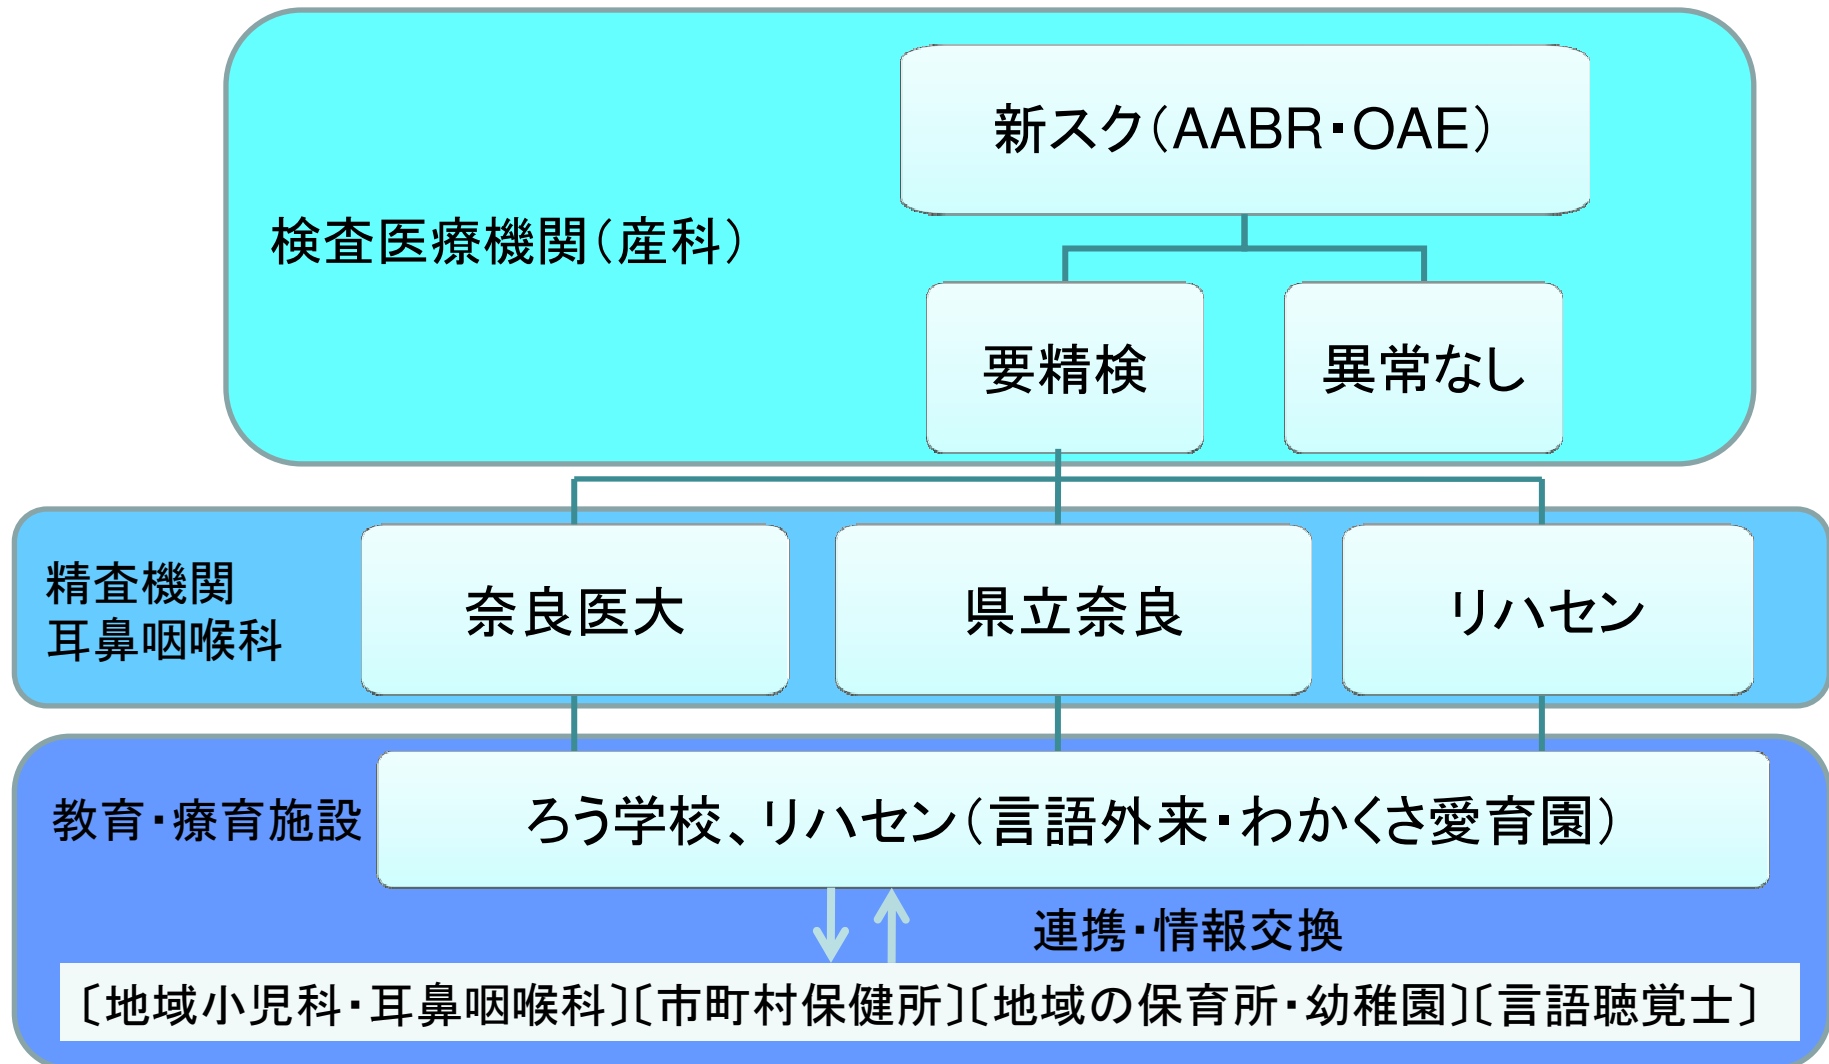 新スク(AABR・OAE)
検査医療機関(産科)
要精検
異常なし
精査機関
耳鼻咽喉科
奈良医大
県立奈良
リハセン
教育・療育施設
ろう学校、リハセン(言語外来・わかくさ愛育園)
連携・情報交換
〔地域小児科・耳鼻咽喉科〕〔市町村保健所〕〔地域の保育所・幼稚園〕〔言語聴覚士〕